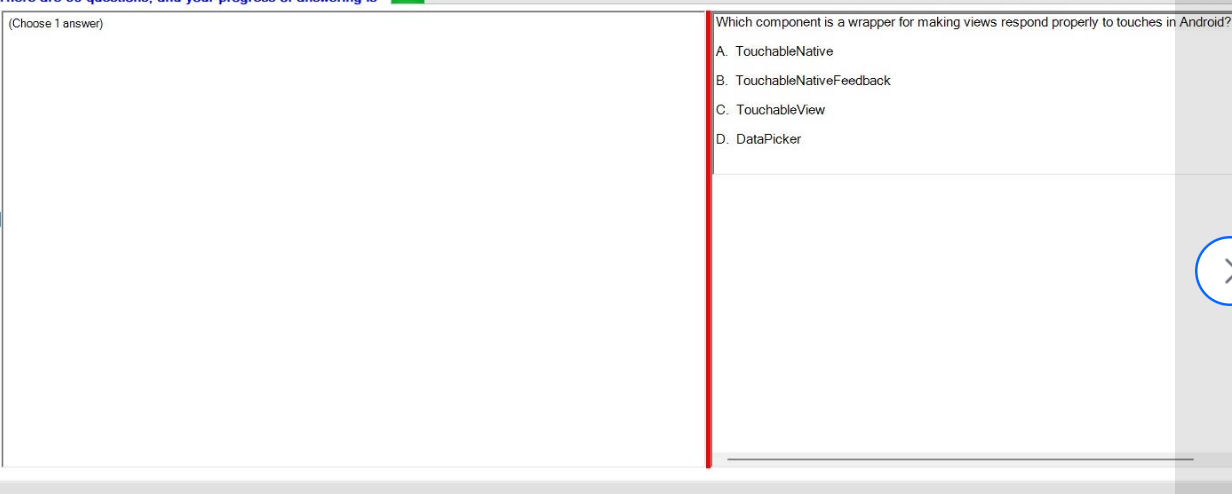 (Choose 1 answer)
Which component is a wrapper for making views respond properly to touches in Android?
A. TouchableNative
B. TouchableNativeFeedback
C. TouchableView
D. DataPicker